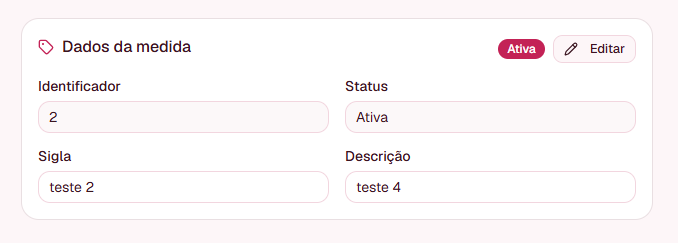 Dados da medida
Ativa
Editar
Identificador
Status
2
Ativa
Sigla
Descrição
teste 2
teste 4